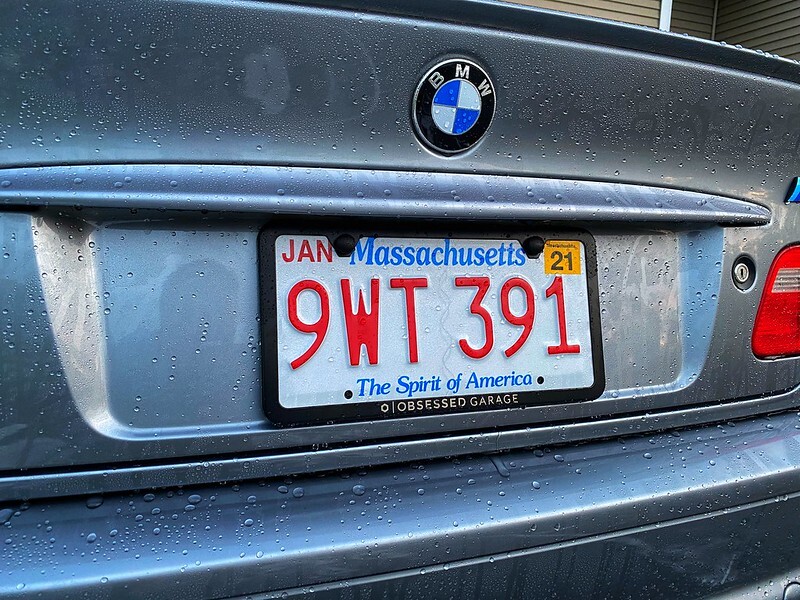 BMW
JAN Massachusetts 21
9WT 391
The Spirit of America
OBSESSED GARAGE